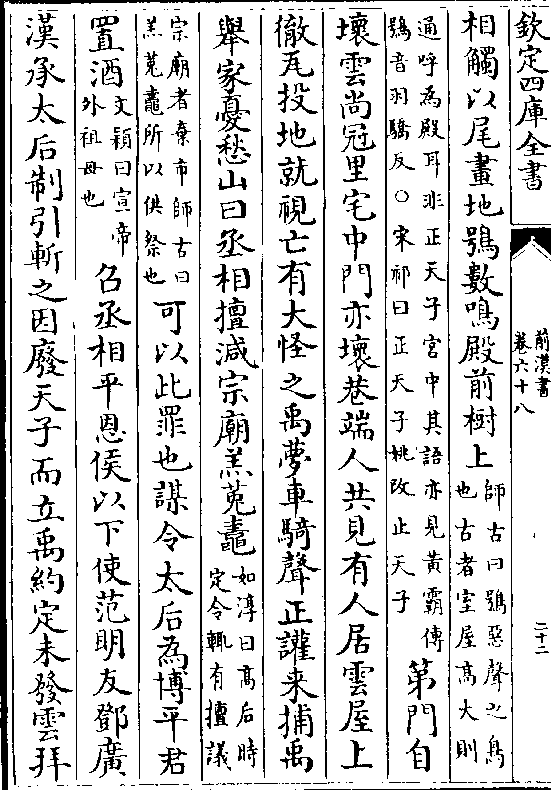 欽定四庫全書
前漢書
卷六十八
二十二
相觸以尾畫地鴞數鳴殿前樹上師古曰鴞惡聲之鳥也古者室屋高大則
通呼為殿耳非正天子宮中其語亦見黃霸傳鴞音羽驕反○宋祁曰正天子姚改止天子第門自
壞雲尚冠里宅中門亦壞巷端人共見有人居雲屋上
徹瓦投地就視亡有大怪之禹夢車騎聲正讙来捕禹
舉家憂愁山曰丞相擅減宗廟羔菟鼃如淳曰高后時定令輒有擅議
宗廟者棄市師古曰羔菟鼃所以供祭也可以此罪也謀令太后為博平君
置酒文穎曰宣帝外祖母也召丞相平恩侯以下使范明友鄧廣
漢承太后制引斬之因廢天子而立禹約定未發雲拜